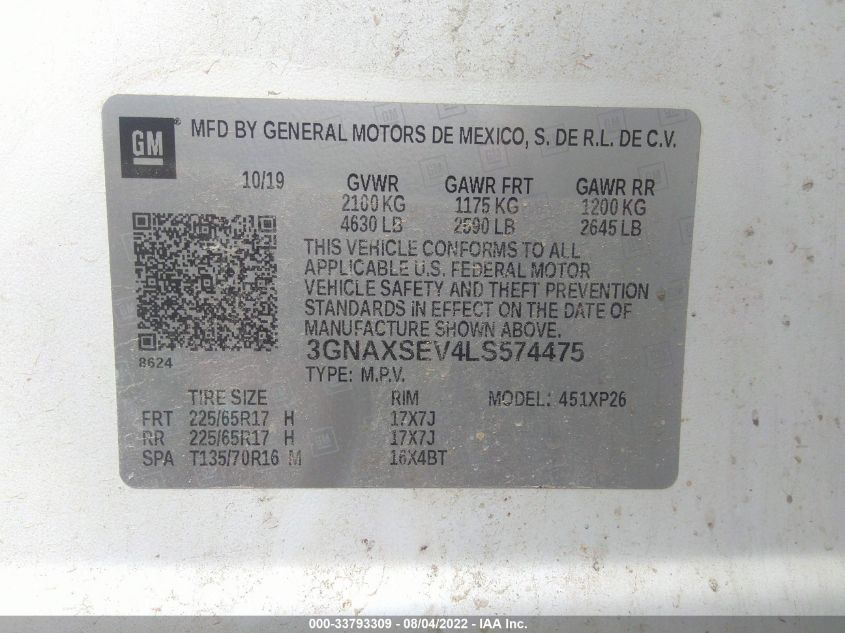 GM ® MFD BY GENERAL MOTORS DE MEXICO, S. DE R.L. DE C.V.
10/19 GVWR GAWR FRT GAWR RR
2100 KG 1175 KG 1200 KG
4630 LB 2590 LB 2645 LB
THIS VEHICLE CONFORMS TO ALL
APPLICABLE U.S. FEDERAL MOTOR
VEHICLE SAFETY AND THEFT PREVENTION
STANDARDS IN EFFECT ON THE DATE OF
MANUFACTURE SHOWN ABOVE.
3GNAXSEV4LS574475
8624
TYPE: M.P.V.
TIRE SIZE RIM MODEL: 451XP26
FRT 225/65R17 H 17X7J
RR 225/65R17 H 17X7J
SPA T135/70R16 M 16X4BT
000-33793309 - 08/04/2022 - IAA Inc.